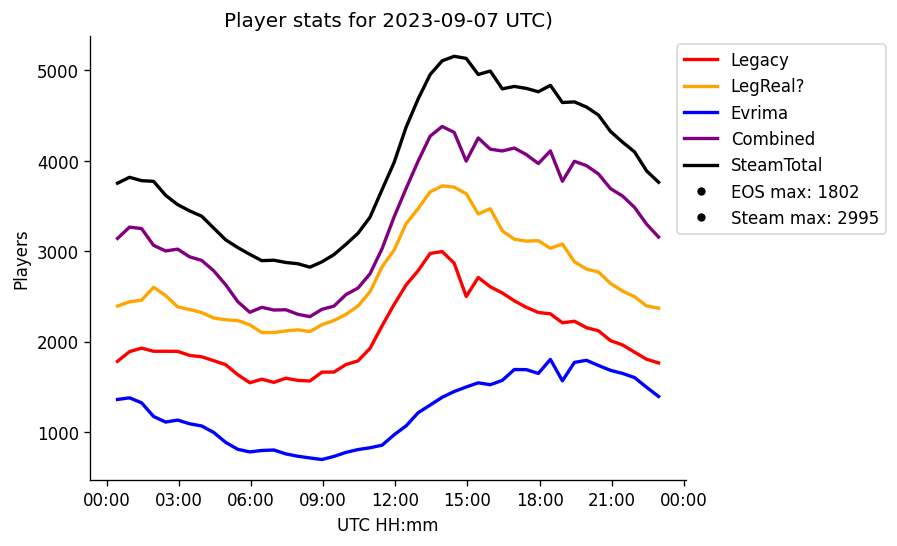 Player stats for 2023-09-07 UTC)
Players
5000
4000
3000
2000
1000
00:00 03:00 06:00 09:00 12:00 15:00 18:00 21:00 00:00
UTC HH:mm
Legacy
LegReal?
Evrima
Combined
SteamTotal
EOS max: 1802
Steam max: 2995